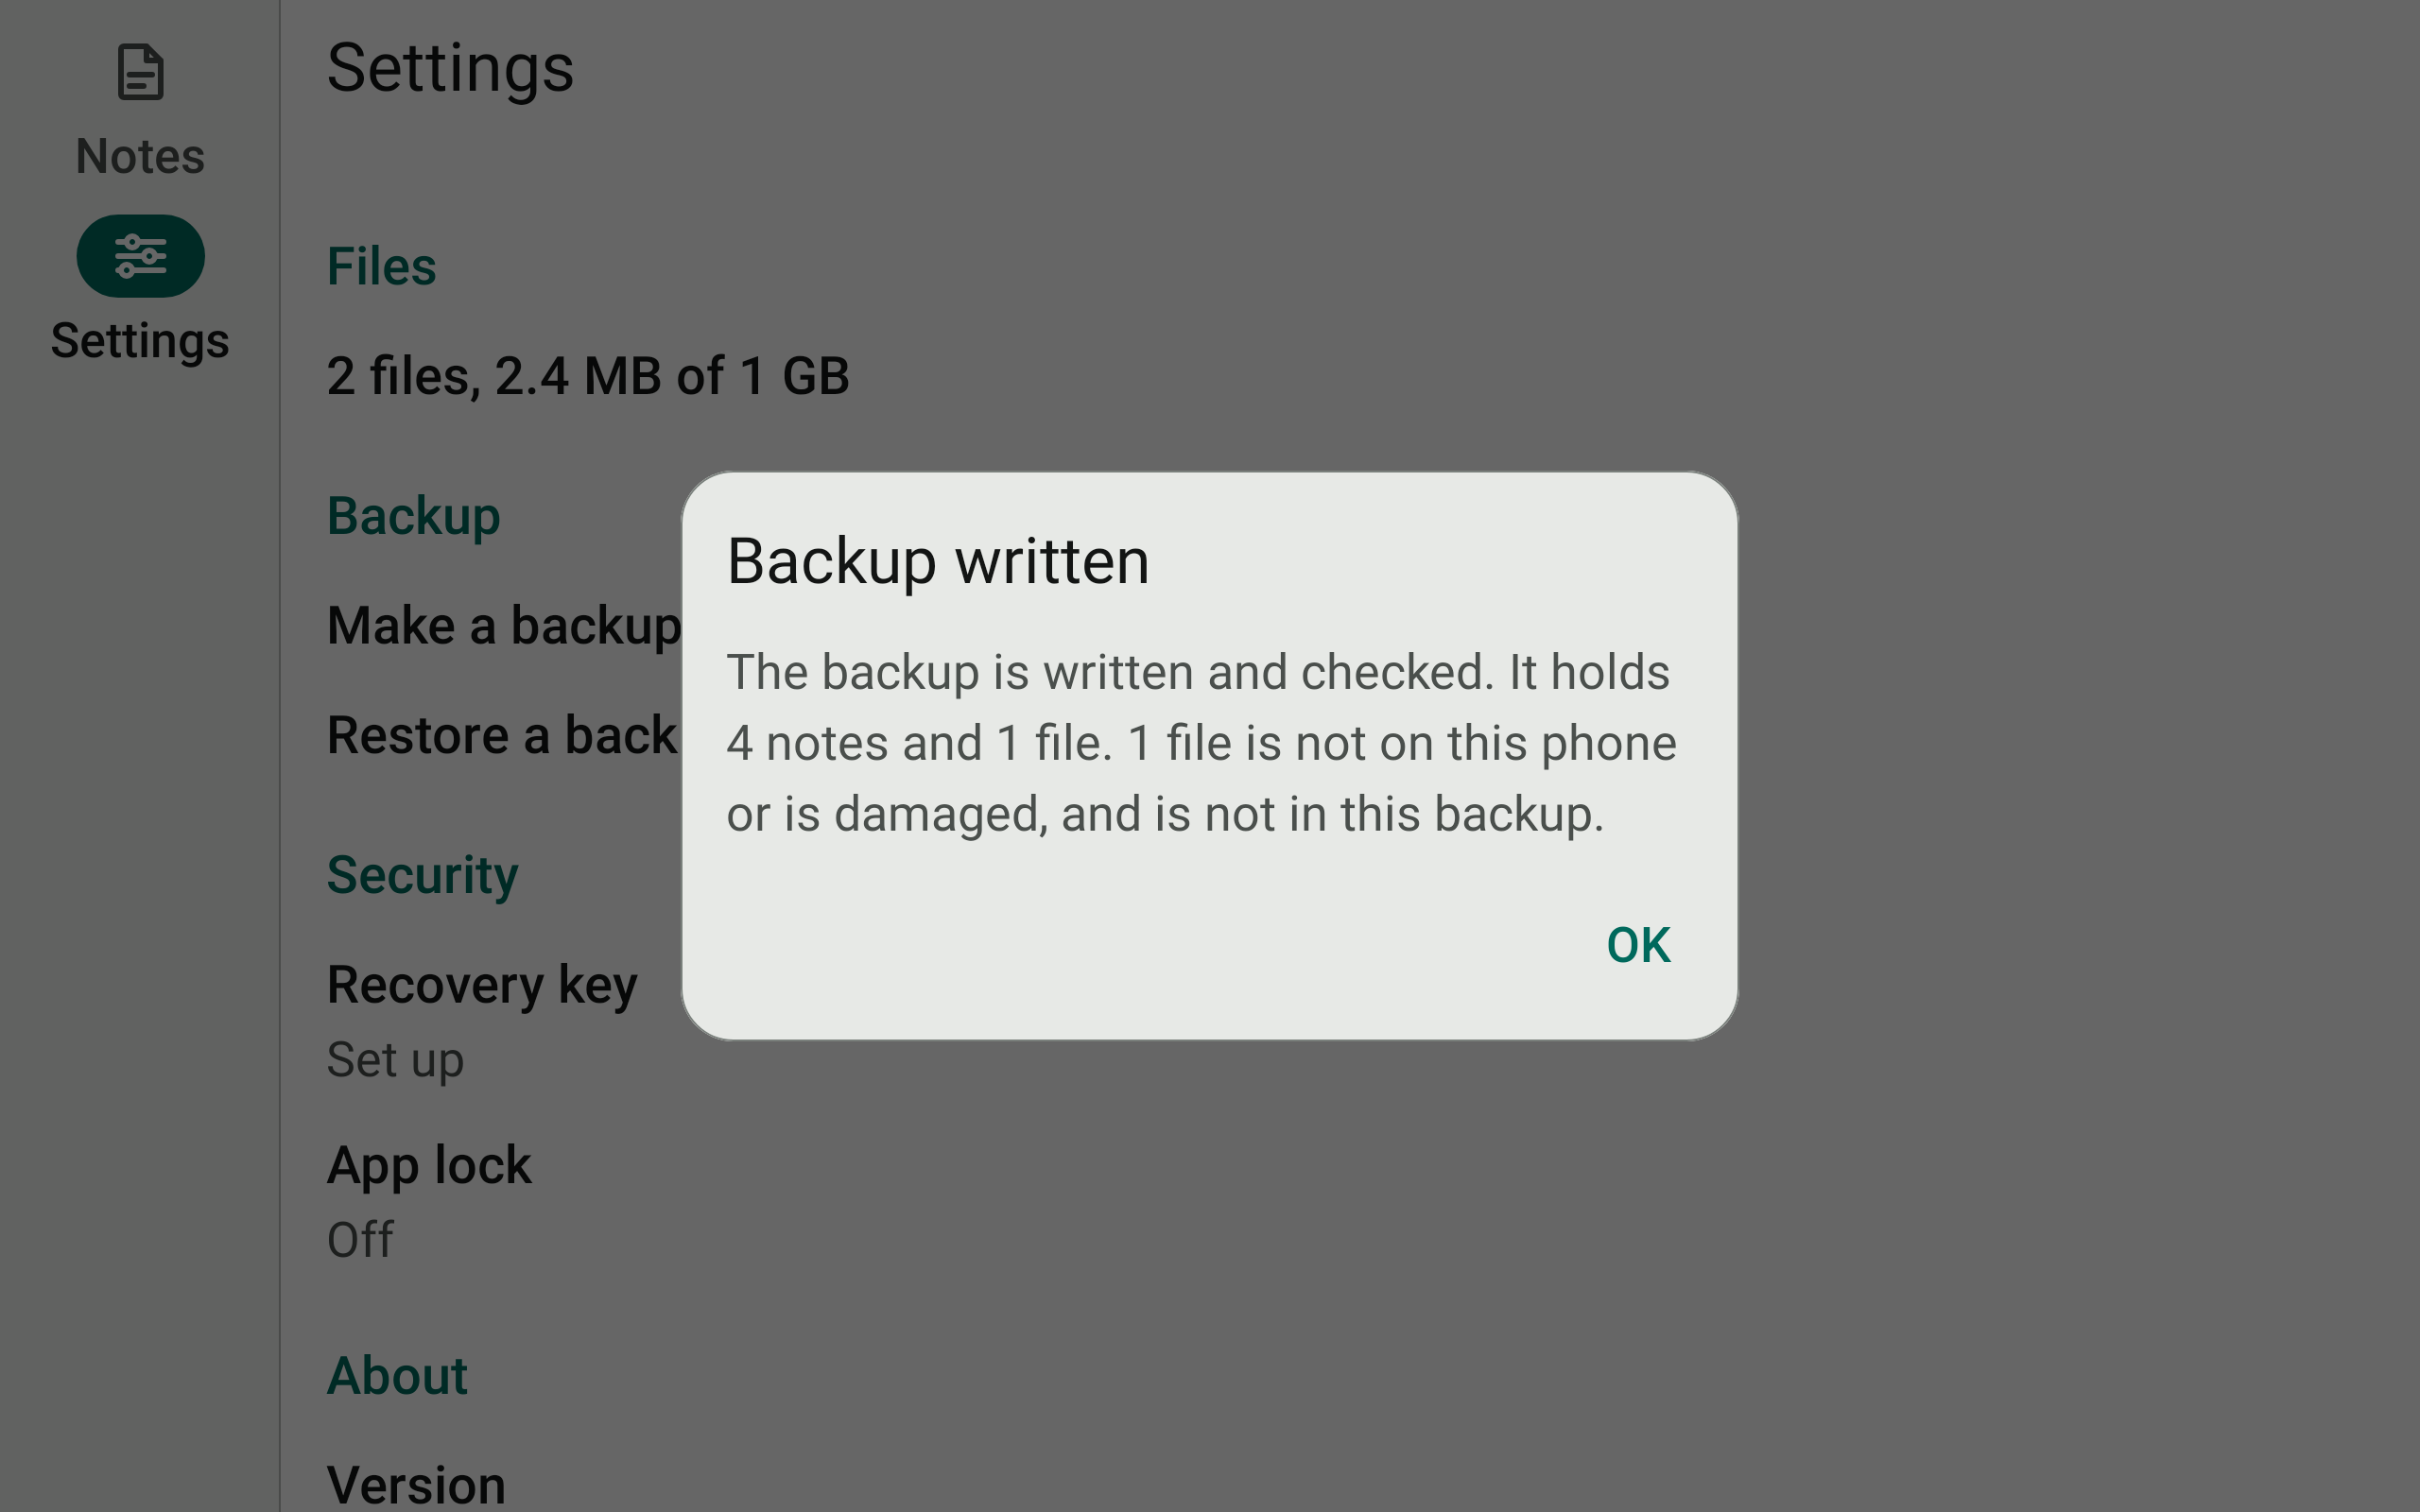 Notes
Settings
Settings
Files
2 files, 2.4 MB of 1 GB
Backup
Make a backup
Restore a back
Security
Recovery key
Set up
App lock
Off
About
Version
Backup written
The backup is written and checked. It holds
4 notes and 1 file. 1 file is not on this phone
or is damaged, and is not in this backup.
OK